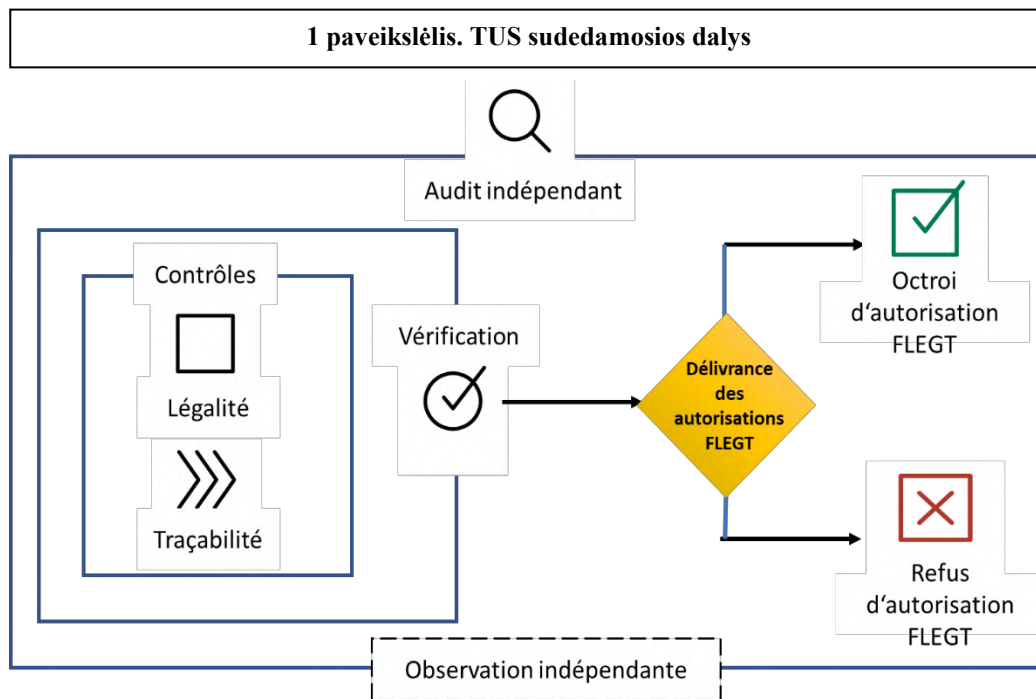 1 paveikslėlis. TUS sudedamosios dalys
Audit indépendant
Contrôles
Légalité
Traçabilité
Vérification
Délivrance
des
autorisations
FLEGT
Octroi
d‘autorisation
FLEGT
Refus
d‘autorisation
FLEGT
Observation indépendante